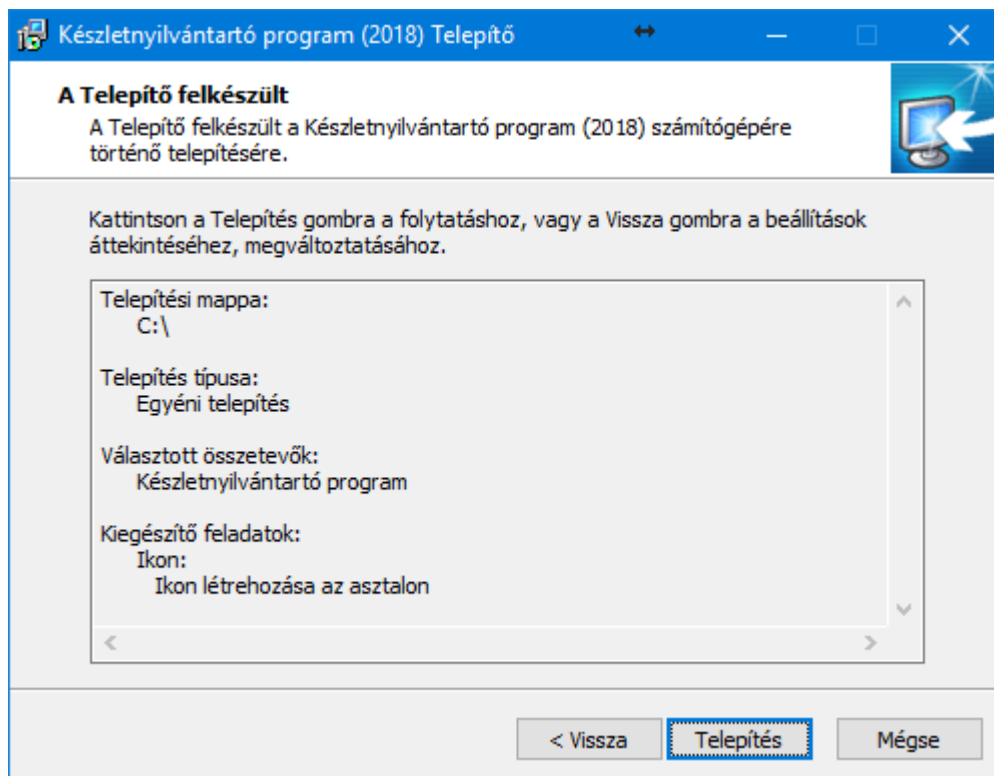 Készletnyilvántartó program (2018) Telepítő
A Telepítő felkészült
A Telepítő felkészült a Készletnyilvántartó program (2018) számítógépére
történő telepítésére.
Kattintson a Telepítés gombra a folytatáshoz, vagy a Vissza gombra a beállítások
áttekintéséhez, megváltoztatásához.
Telepítési mappa:
C:\
Telepítés típusa:
Egyéni telepítés
Választott összetevők:
Készletnyilvántartó program
Kiegészítő feladatok:
Ikon:
Ikon létrehozása az asztalon
< Vissza
Telepítés
Mégse